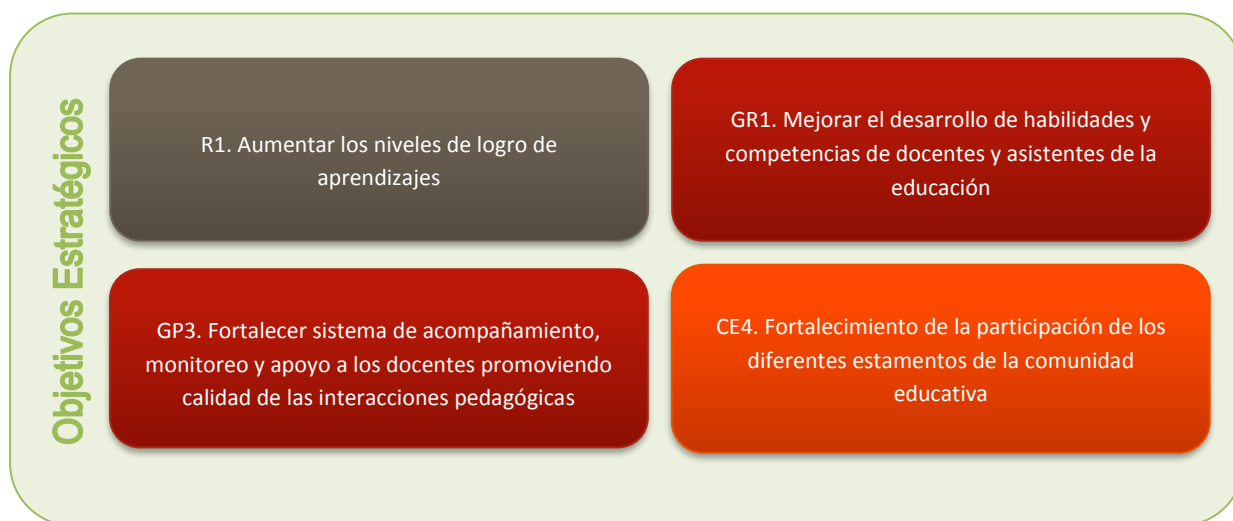 Objetivos Estratégicos
R1. Aumentar los niveles de logro de
aprendizajes
GR1. Mejorar el desarrollo de habilidades y
competencias de docentes y asistentes de la
educación
GP3. Fortalecer sistema de acompañamiento,
monitoreo y apoyo a los docentes promoviendo
calidad de las interacciones pedagógicas
CE4. Fortalecimiento de la participación de los
diferentes estamentos de la comunidad
educativa